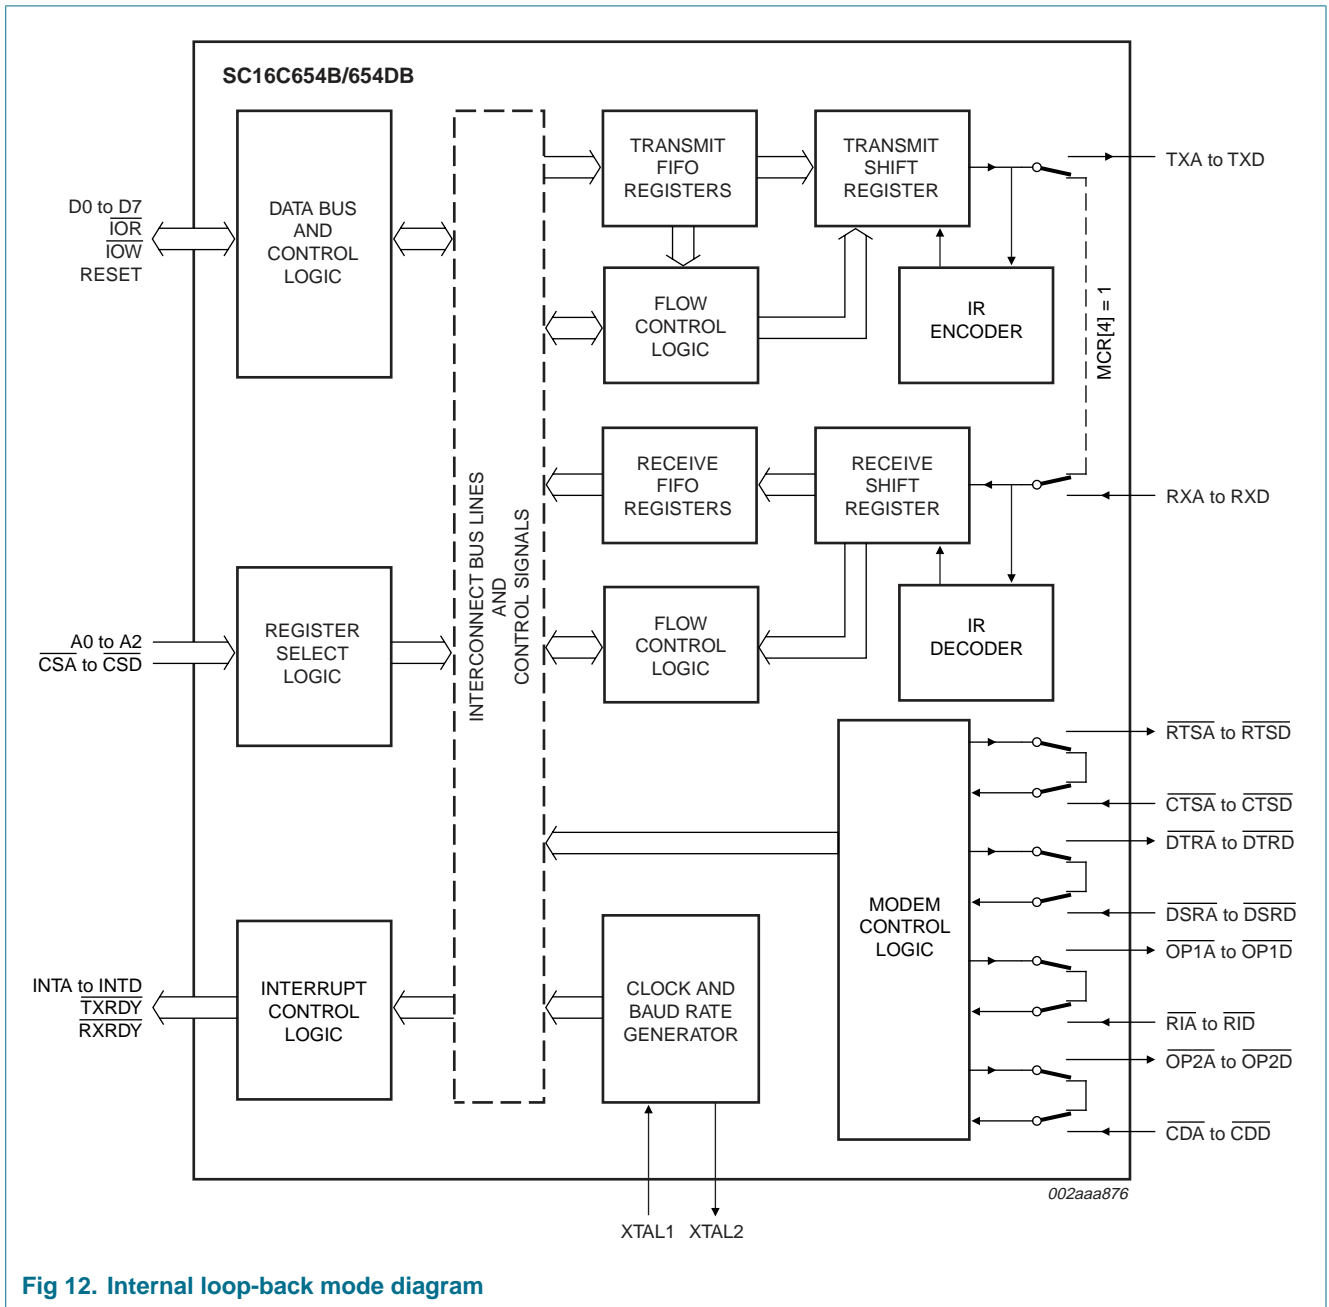 SC16C654B/654DB
D0 to D7
IOR
IOW
RESET
DATA BUS
AND
CONTROL
LOGIC
A0 to A2
CSA to CSD
REGISTER
SELECT
LOGIC
INTA to INTD
TXRDY
RXRDY
INTERRUPT
CONTROL
LOGIC
INTERCONNECT BUS LINES
AND
CONTROL SIGNALS
TRANSMIT
FIFO
REGISTERS
TRANSMIT
SHIFT
REGISTER
TXA to TXD
FLOW
CONTROL
LOGIC
IR
ENCODER
MCR[4] = 1
RECEIVE
FIFO
REGISTERS
RECEIVE
SHIFT
REGISTER
RXA to RXD
FLOW
CONTROL
LOGIC
IR
DECODER
MODEM
CONTROL
LOGIC
RTSA to RTSD
CTSA to CTSD
DTRA to DTRD
DSRA to DSRD
OP1A to OP1D
RIA to RID
OP2A to OP2D
CDA to CDD
CLOCK AND
BAUD RATE
GENERATOR
XTAL1 XTAL2
002aaa876
Fig 12. Internal loop-back mode diagram